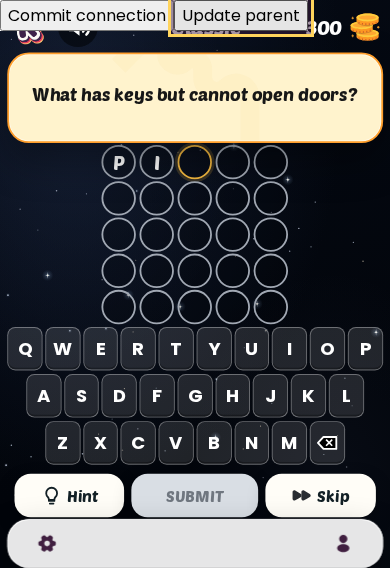 Commit connection Update parent
300
What has keys but cannot open doors?
P I
Q W E R T Y U I O P
A S D F G H J K L
Z X C V B N M
Hint SUBMIT Skip